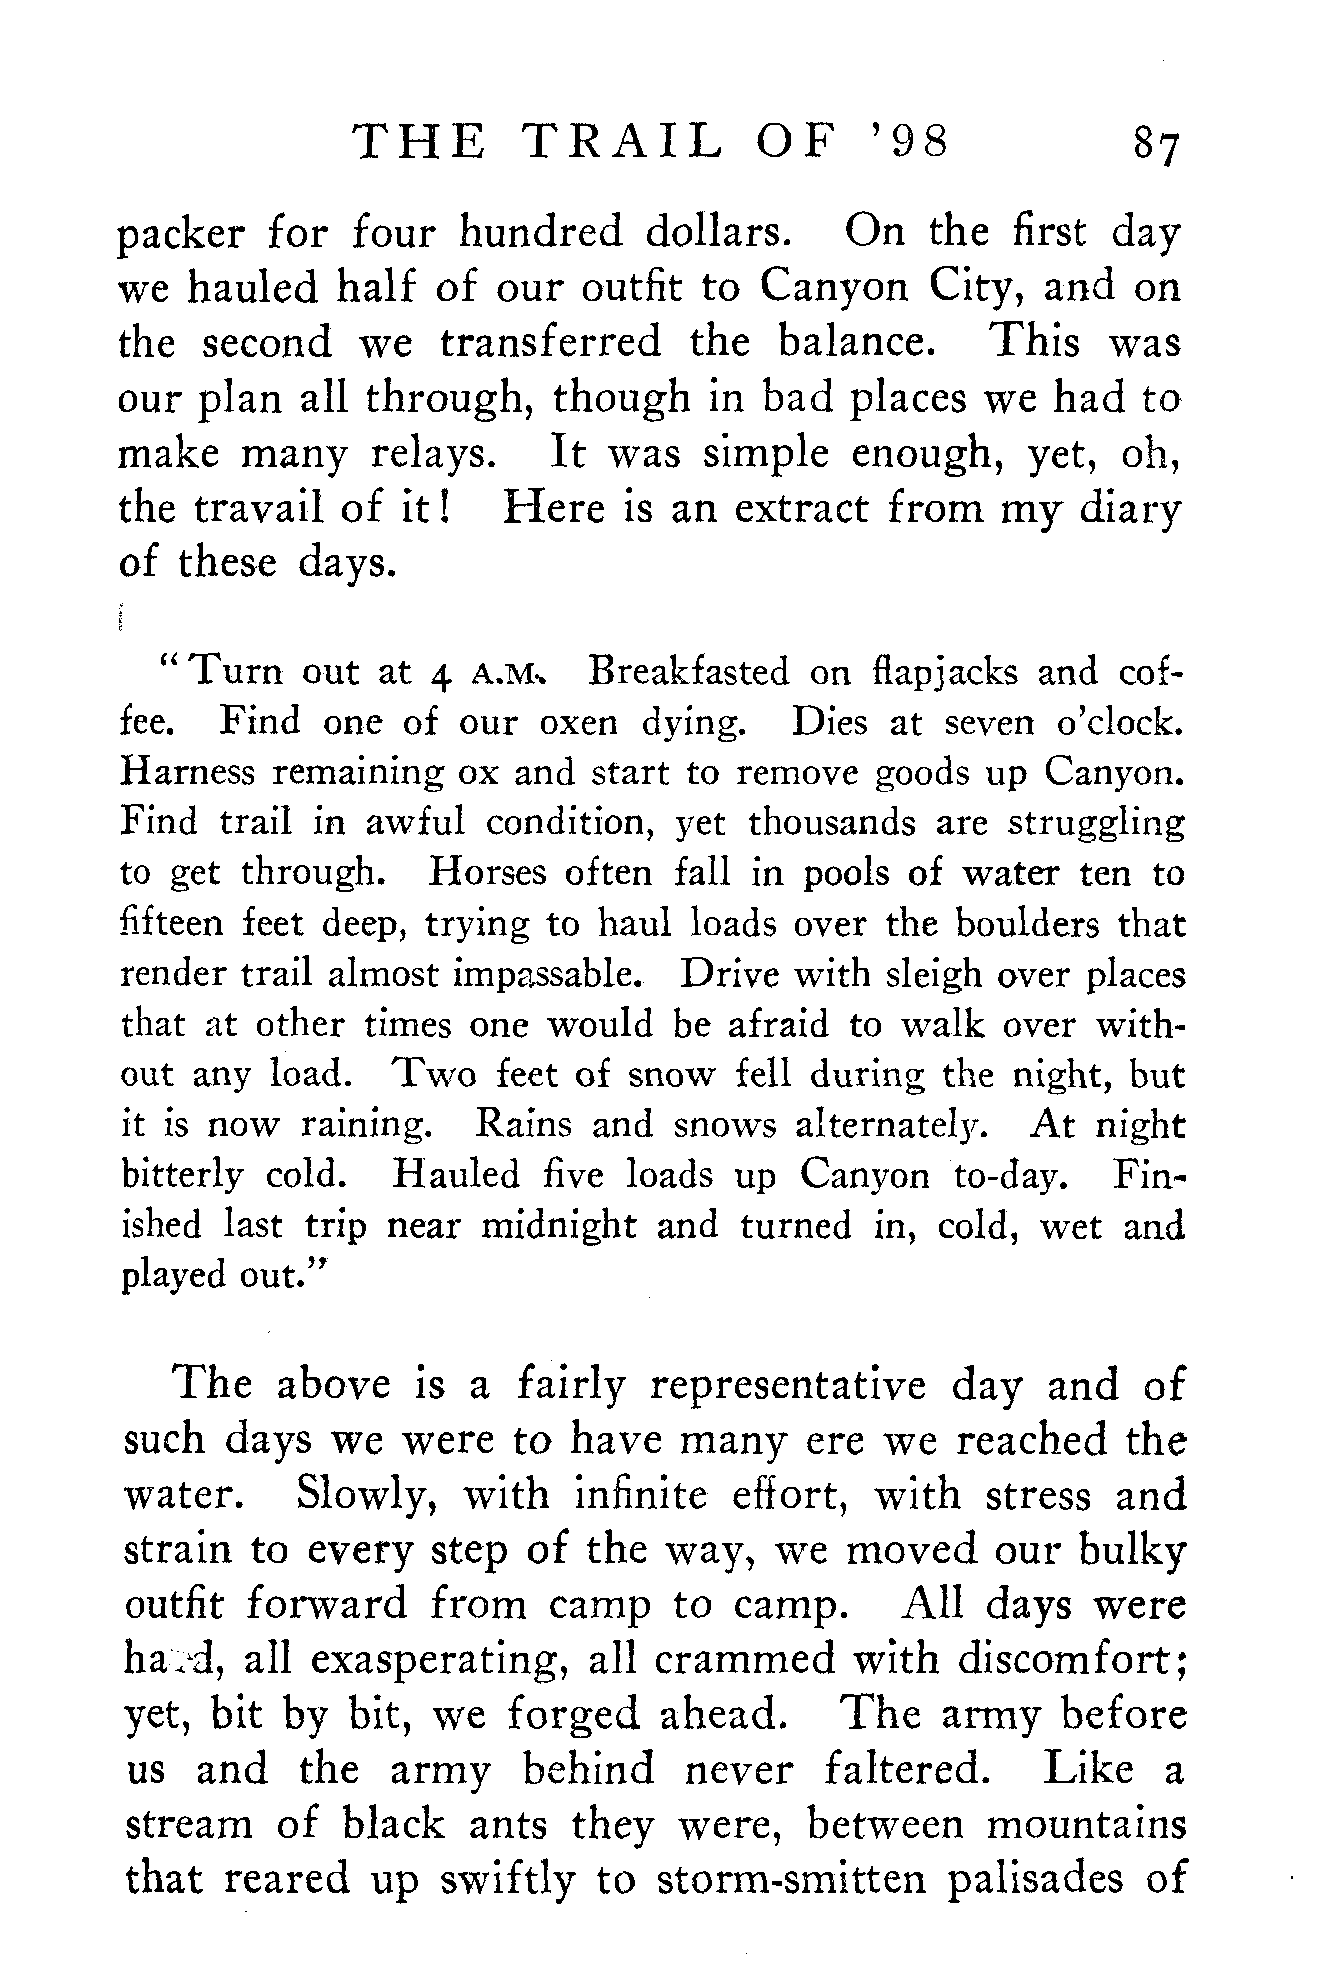 THE TRAIL OF '98 87
packer for four hundred dollars. On the first day
we hauled half of our outfit to Canyon City, and on
the second we transferred the balance. This was
our plan all through, though in bad places we had to
make many relays. It was simple enough, yet, oh,
the travail of it! Here is an extract from my diary
of these days.
"Turn out at 4 A.M. Breakfasted on flapjacks and cof-
fee. Find one of our oxen dying. Dies at seven o'clock.
Harness remaining ox and start to remove goods up Canyon.
Find trail in awful condition, yet thousands are struggling
to get through. Horses often fall in pools of water ten to
fifteen feet deep, trying to haul loads over the boulders that
render trail almost impassable. Drive with sleigh over places
that at other times one would be afraid to walk over with-
out any load. Two feet of snow fell during the night, but
it is now raining. Rains and snows alternately. At night
bitterly cold. Hauled five loads up Canyon to-day. Fin-
ished last trip near midnight and turned in, cold, wet and
played out."
The above is a fairly representative day and of
such days we were to have many ere we reached the
water. Slowly, with infinite effort, with stress and
strain to every step of the way, we moved our bulky
outfit forward from camp to camp. All days were
hard, all exasperating, all crammed with discomfort;
yet, bit by bit, we forged ahead. The army before
us and the army behind never faltered. Like a
stream of black ants they were, between mountains
that reared up swiftly to storm-smitten palisades of